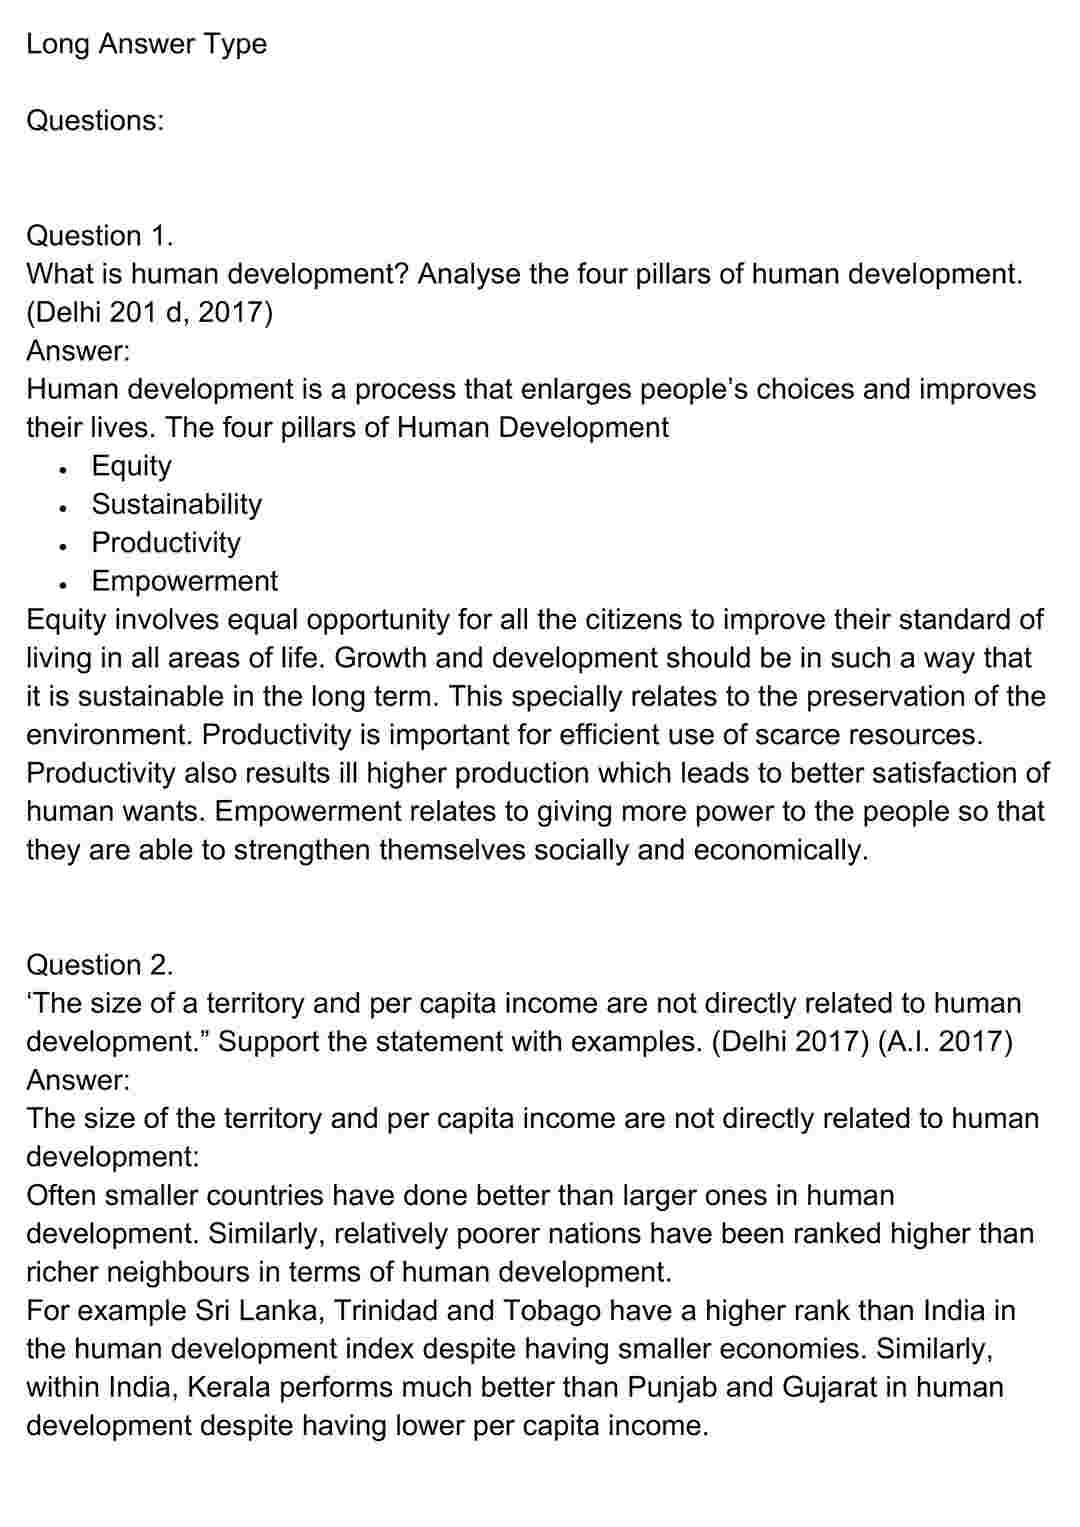 Long Answer Type
Questions:
Question 1.
What is human development? Analyse the four pillars of human development.
(Delhi 201 d, 2017)
Answer:
Human development is a process that enlarges people’s choices and improves
their lives. The four pillars of Human Development
• Equity
• Sustainability
• Productivity
• Empowerment
Equity involves equal opportunity for all the citizens to improve their standard of
living in all areas of life. Growth and development should be in such a way that
it is sustainable in the long term. This specially relates to the preservation of the
environment. Productivity is important for efficient use of scarce resources.
Productivity also results ill higher production which leads to better satisfaction of
human wants. Empowerment relates to giving more power to the people so that
they are able to strengthen themselves socially and economically.
Question 2.
‘The size of a territory and per capita income are not directly related to human
development.” Support the statement with examples. (Delhi 2017) (A.I. 2017)
Answer:
The size of the territory and per capita income are not directly related to human
development:
Often smaller countries have done better than larger ones in human
development. Similarly, relatively poorer nations have been ranked higher than
richer neighbours in terms of human development.
For example Sri Lanka, Trinidad and Tobago have a higher rank than India in
the human development index despite having smaller economies. Similarly,
within India, Kerala performs much better than Punjab and Gujarat in human
development despite having lower per capita income.